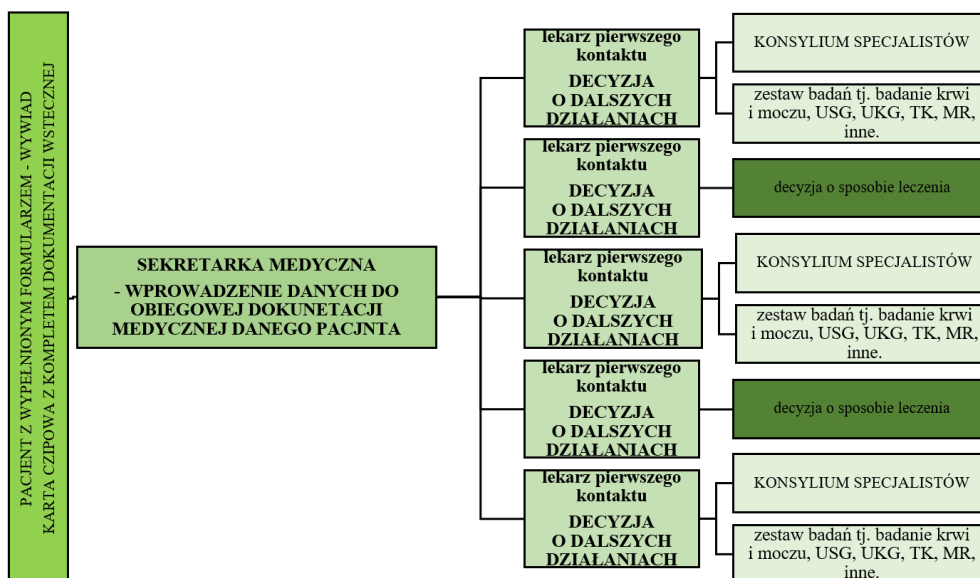 PACJENT Z WYPEŁNIONYM FORMULARZEM - WYWIAD
KARTA CZIPOWA Z KOMPLETEM DOKUMENTACJI WSTECZNEJ
SEKRETARKA MEDYCZNA
- WPROWADZENIE DANYCH DO
OBIEGOWEJ DOKUNETACJI
MEDYCZNEJ DANEGO PACJNTA
lekarz pierwszego
kontaktu
DECYZJA
O DALSZYCH
DZIAŁANIACH
KONSYLIUM SPECJALISTÓW
zestaw badań tj. badanie krwi
i moczu, USG, UKG, TK, MR,
inne.
lekarz pierwszego
kontaktu
DECYZJA
O DALSZYCH
DZIAŁANIACH
decyzja o sposobie leczenia
lekarz pierwszego
kontaktu
DECYZJA
O DALSZYCH
DZIAŁANIACH
KONSYLIUM SPECJALISTÓW
zestaw badań tj. badanie krwi
i moczu, USG, UKG, TK, MR,
inne.
lekarz pierwszego
kontaktu
DECYZJA
O DALSZYCH
DZIAŁANIACH
decyzja o sposobie leczenia
lekarz pierwszego
kontaktu
DECYZJA
O DALSZYCH
DZIAŁANIACH
KONSYLIUM SPECJALISTÓW
zestaw badań tj. badanie krwi
i moczu, USG, UKG, TK, MR,
inne.